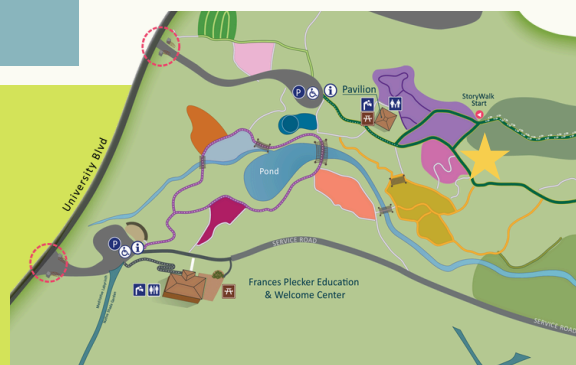 University Blvd
P
i
Pavilion
StoryWalk
Start
Pond
P
i
SERVICE ROAD
Frances Plecker Education
& Welcome Center
SERVICE ROAD